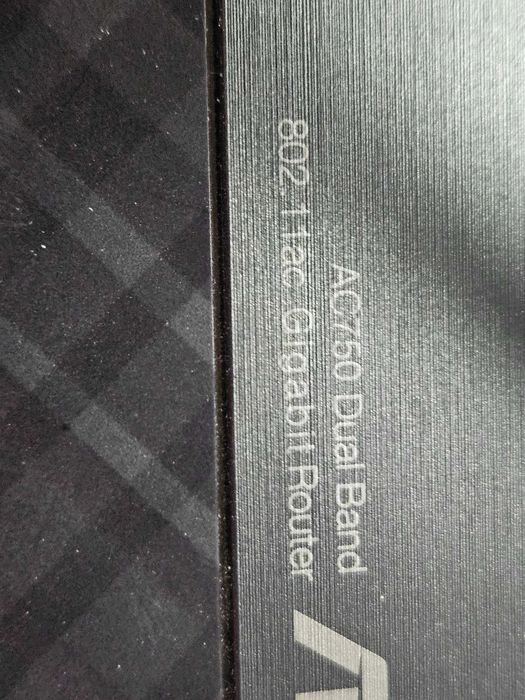 AC750 Dual Band
802.11ac Gigabit Router